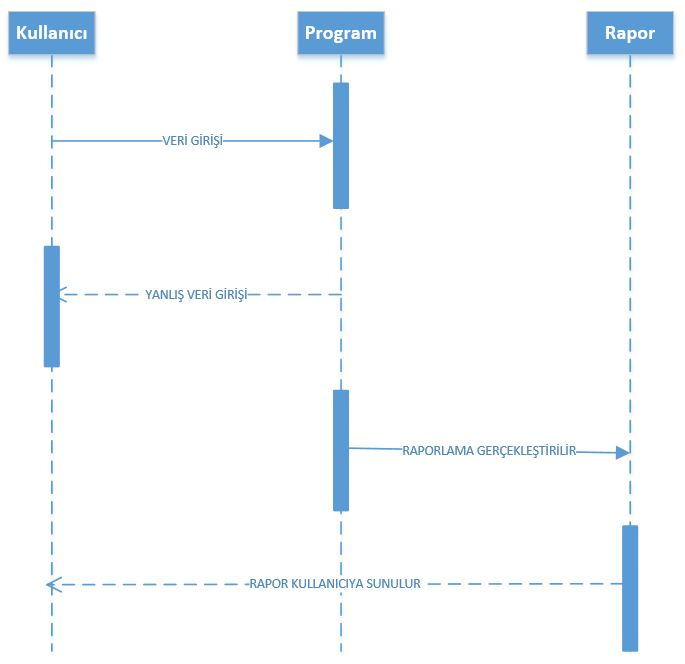 Kullanıcı
Program
Rapor
VERİ GİRİŞİ
YANLIŞ VERİ GİRİŞİ
RAPORLAMA GERÇEKLEŞTİRİLİR
RAPOR KULLANICIYA SUNULUR